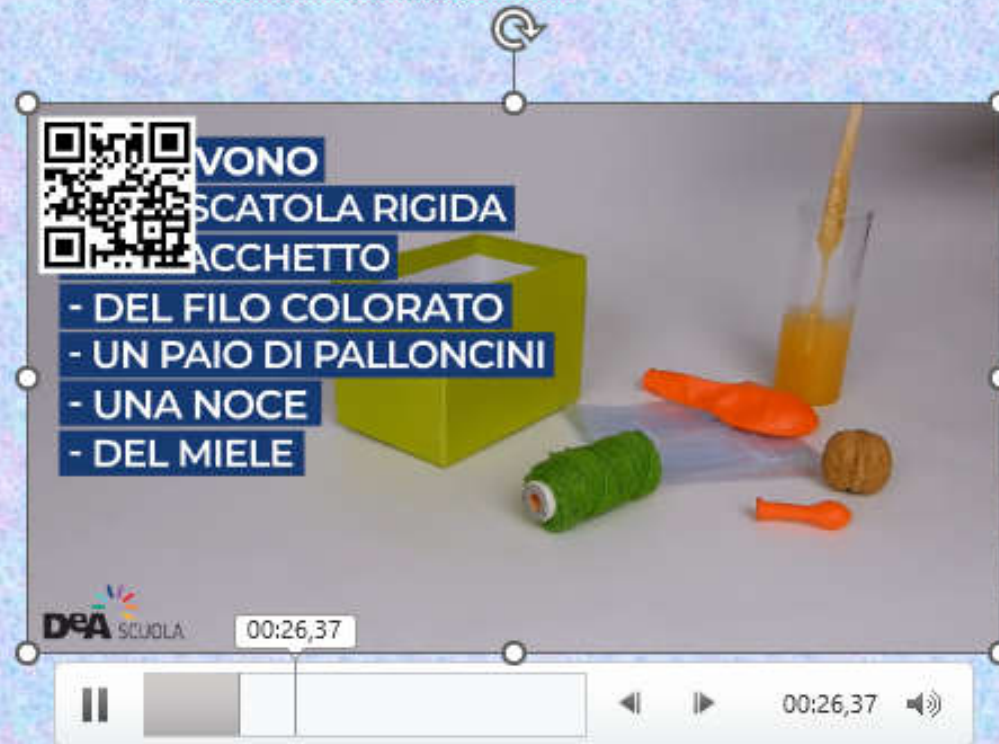 VONO
SCATOLA RIGIDA
ACCHETTO
- DEL FILO COLORATO
- UN PAIO DI PALLONCINI
- UNA NOCE
- DEL MIELE
DeA SCUOLA
00:26,37
00:26,37